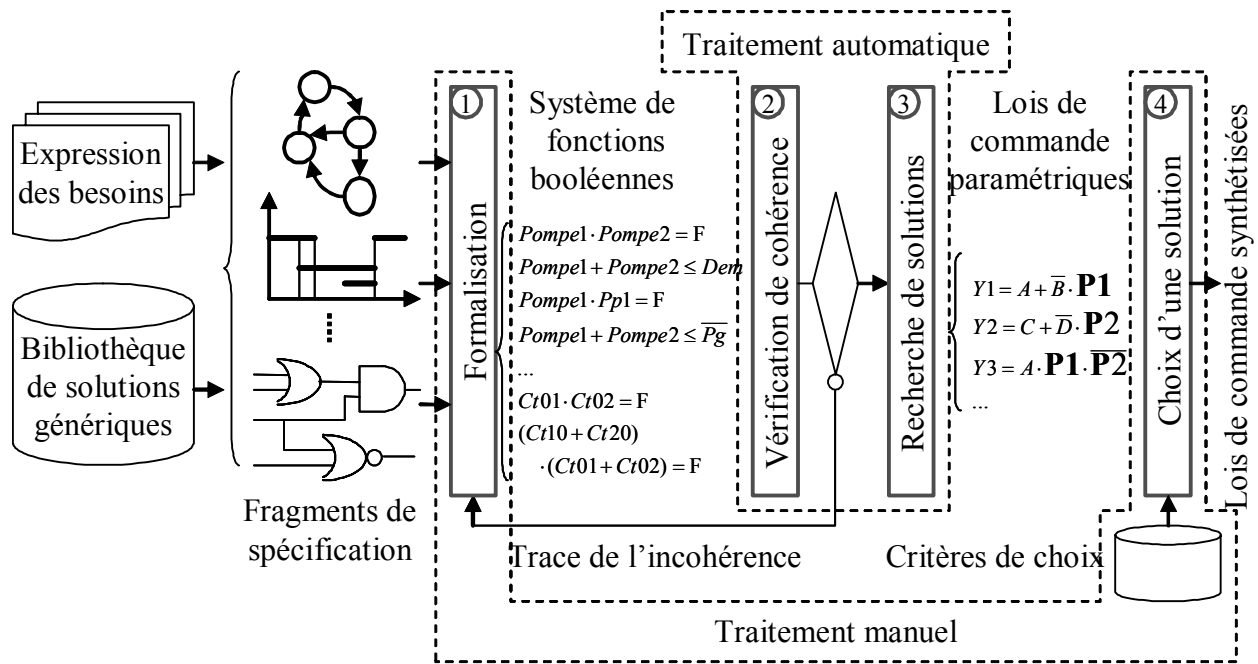 Traitement automatique
Expression
des besoins
Bibliothèque
de solutions
génériques
Fragments de
spécification
1
Formalisation
Système de
fonctions
booléennes
Pompe1 · Pompe2 = F
Pompe1 + Pompe2 ≤ Dem
Pompe1 · Pp1 = F
Pompe1 + Pompe2 ≤ P̅g̅
...
Ct01 · Ct02 = F
(Ct10 + Ct20)
· (Ct01 + Ct02) = F
2
Vérification de cohérence
3
Recherche de solutions
Lois de
commande
paramétriques
Y1 = A + B̅ · P1
Y2 = C + D̅ · P2
Y3 = A · P1 · P̅2̅
...
4
Choix d'une solution
Lois de commande synthétisées
Trace de l'incohérence
Critères de choix
Traitement manuel